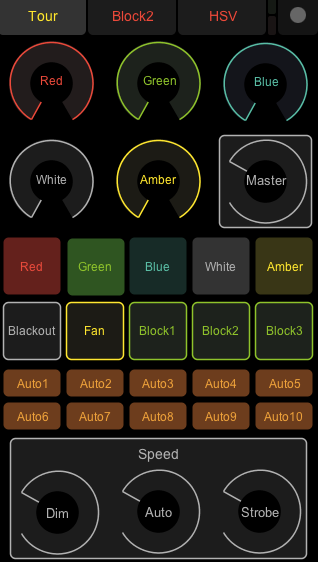 Tour Block2 HSV
Red Green Blue
White Amber Master
Red Green Blue White Amber
Blackout Fan Block1 Block2 Block3
Auto1 Auto2 Auto3 Auto4 Auto5
Auto6 Auto7 Auto8 Auto9 Auto10
Speed
Dim Auto Strobe